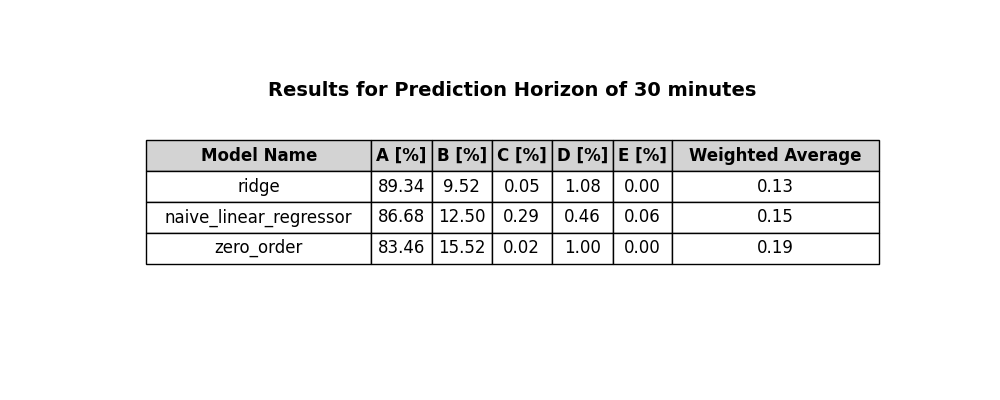 Results for Prediction Horizon of 30 minutes
Model Name A [%] B [%] C [%] D [%] E [%] Weighted Average
ridge 89.34 9.52 0.05 1.08 0.00 0.13
naive_linear_regressor 86.68 12.50 0.29 0.46 0.06 0.15
zero_order 83.46 15.52 0.02 1.00 0.00 0.19